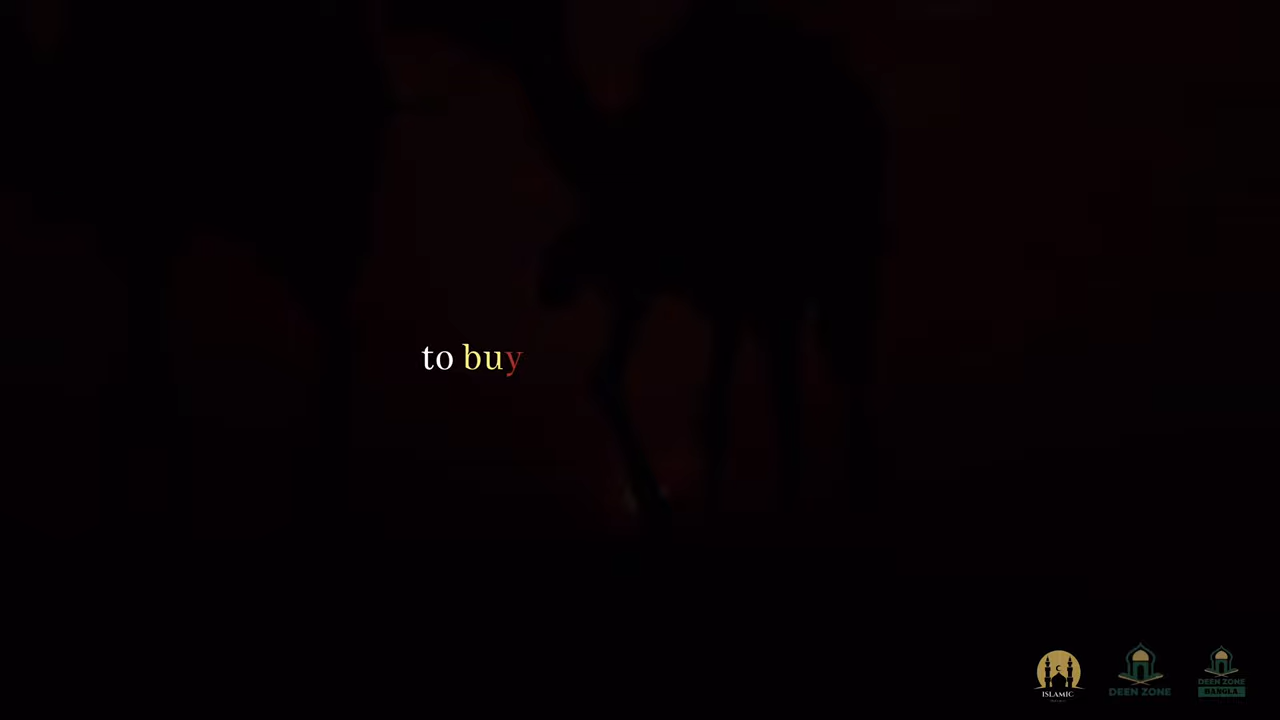 to buy
ISLAMIC
DEEN ZONE
DEEN ZONE
BANGLA